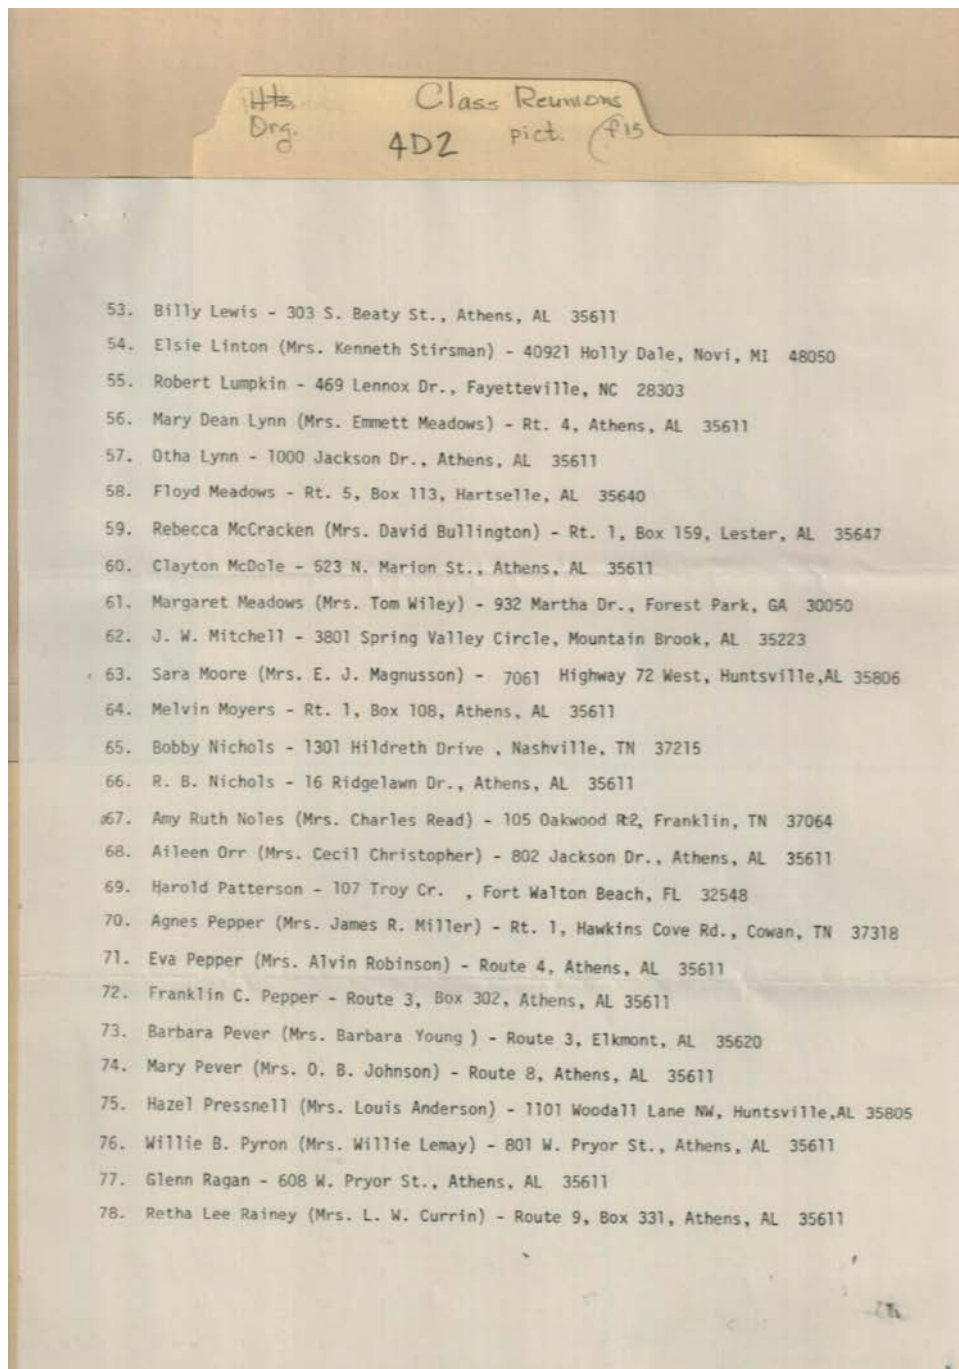 Hts. Class Reunions
Org. 4D2 pict. f15
53. Billy Lewis - 303 S. Beaty St., Athens, AL 35611
54. Elsie Linton (Mrs. Kenneth Stirsman) - 40921 Holly Dale, Novi, MI 48050
55. Robert Lumpkin - 469 Lennox Dr., Fayetteville, NC 28303
56. Mary Dean Lynn (Mrs. Emmett Meadows) - Rt. 4, Athens, AL 35611
57. Otha Lynn - 1000 Jackson Dr., Athens, AL 35611
58. Floyd Meadows - Rt. 5, Box 113, Hartselle, AL 35640
59. Rebecca McCracken (Mrs. David Bullington) - Rt. 1, Box 159, Lester, AL 35647
60. Clayton McDole - 523 N. Marion St., Athens, AL 35611
61. Margaret Meadows (Mrs. Tom Wiley) - 932 Martha Dr., Forest Park, GA 30050
62. J. W. Mitchell - 3801 Spring Valley Circle, Mountain Brook, AL 35223
63. Sara Moore (Mrs. E. J. Magnusson) - 7061 Highway 72 West, Huntsville,AL 35806
64. Melvin Moyers - Rt. 1, Box 108, Athens, AL 35611
65. Bobby Nichols - 1301 Hildreth Drive , Nashville, TN 37215
66. R. B. Nichols - 16 Ridgelawn Dr., Athens, AL 35611
67. Amy Ruth Noles (Mrs. Charles Read) - 105 Oakwood Rt2, Franklin, TN 37064
68. Aileen Orr (Mrs. Cecil Christopher) - 802 Jackson Dr., Athens, AL 35611
69. Harold Patterson - 107 Troy Cr. , Fort Walton Beach, FL 32548
70. Agnes Pepper (Mrs. James R. Miller) - Rt. 1, Hawkins Cove Rd., Cowan, TN 37318
71. Eva Pepper (Mrs. Alvin Robinson) - Route 4, Athens, AL 35611
72. Franklin C. Pepper - Route 3, Box 302, Athens, AL 35611
73. Barbara Pever (Mrs. Barbara Young ) - Route 3, Elkmont, AL 35620
74. Mary Pever (Mrs. O. B. Johnson) - Route 8, Athens, AL 35611
75. Hazel Pressnell (Mrs. Louis Anderson) - 1101 Woodall Lane NW, Huntsville,AL 35805
76. Willie B. Pyron (Mrs. Willie Lemay) - 801 W. Pryor St., Athens, AL 35611
77. Glenn Ragan - 608 W. Pryor St., Athens, AL 35611
78. Retha Lee Rainey (Mrs. L. W. Currin) - Route 9, Box 331, Athens, AL 35611